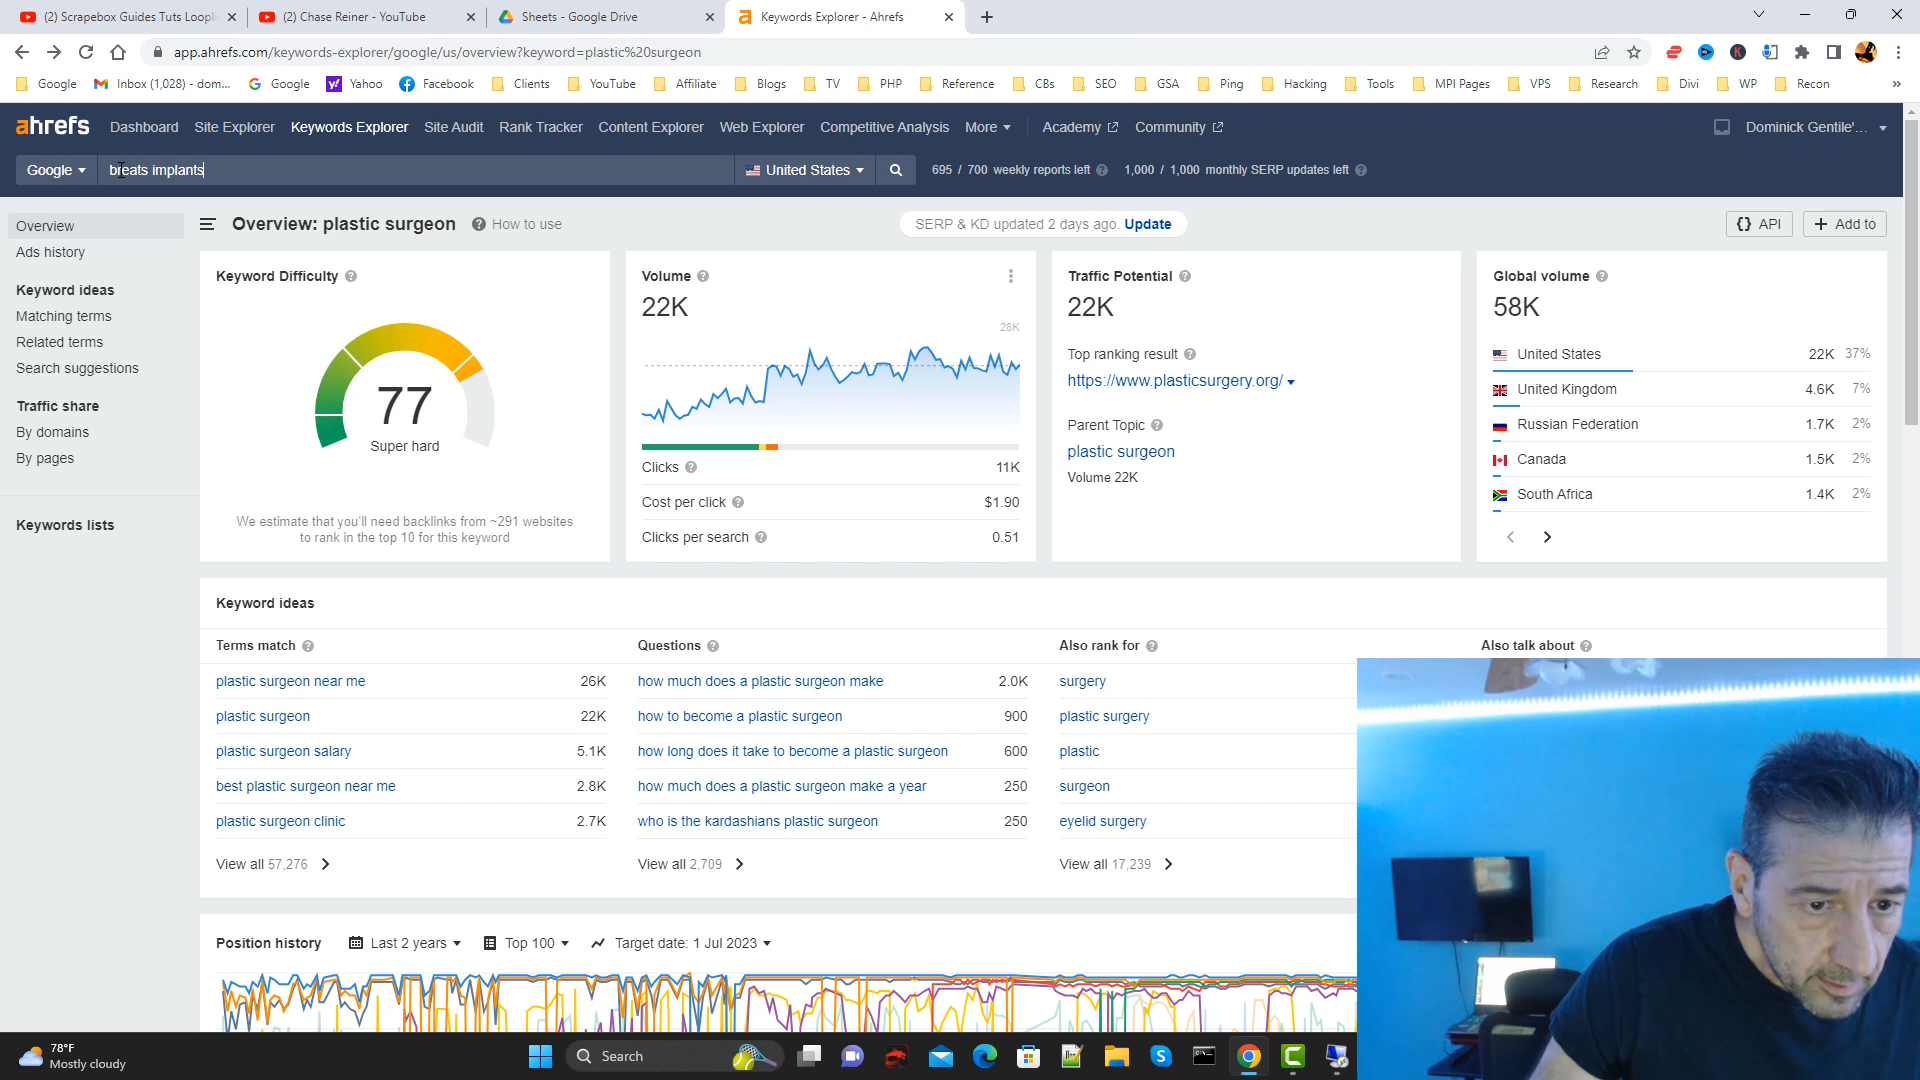 (2) Scrapebox Guides Tuts Loopli
(2) Chase Reiner - YouTube
Sheets - Google Drive
Keywords Explorer - Ahrefs
app.ahrefs.com/keywords-explorer/google/us/overview?keyword=plastic%20surgeon
Google
Inbox (1,028) - dom...
Google
Yahoo
Facebook
Clients
YouTube
Affiliate
Blogs
TV
PHP
Reference
CBs
SEO
GSA
Ping
Hacking
Tools
MPI Pages
VPS
Research
Divi
WP
Recon
ahrefs
Dashboard
Site Explorer
Keywords Explorer
Site Audit
Rank Tracker
Content Explorer
Web Explorer
Competitive Analysis
More
Academy
Community
Dominick Gentile'...
Google
breats implants
United States
695 / 700 weekly reports left
1,000 / 1,000 monthly SERP updates left
Overview
Ads history
Keyword ideas
Matching terms
Related terms
Search suggestions
Traffic share
By domains
By pages
Keywords lists
Overview: plastic surgeon
How to use
SERP & KD updated 2 days ago. Update
{} API
+ Add to
Keyword Difficulty
77
Super hard
We estimate that you'll need backlinks from ~291 websites
to rank in the top 10 for this keyword
Volume
22K
28K
Clicks 11K
Cost per click $1.90
Clicks per search 0.51
Traffic Potential
22K
Top ranking result
https://www.plasticsurgery.org/
Parent Topic
plastic surgeon
Volume 22K
Global volume
58K
United States 22K 37%
United Kingdom 4.6K 7%
Russian Federation 1.7K 2%
Canada 1.5K 2%
South Africa 1.4K 2%
Keyword ideas
Terms match
plastic surgeon near me 26K
plastic surgeon 22K
plastic surgeon salary 5.1K
best plastic surgeon near me 2.8K
plastic surgeon clinic 2.7K
View all 57,276
Questions
how much does a plastic surgeon make 2.0K
how to become a plastic surgeon 900
how long does it take to become a plastic surgeon 600
how much does a plastic surgeon make a year 250
who is the kardashians plastic surgeon 250
View all 2,709
Also rank for
surgery
plastic surgery
plastic
surgeon
eyelid surgery
View all 17,239
Also talk about
Position history
Last 2 years
Top 100
Target date: 1 Jul 2023
78°F
Mostly cloudy
Search